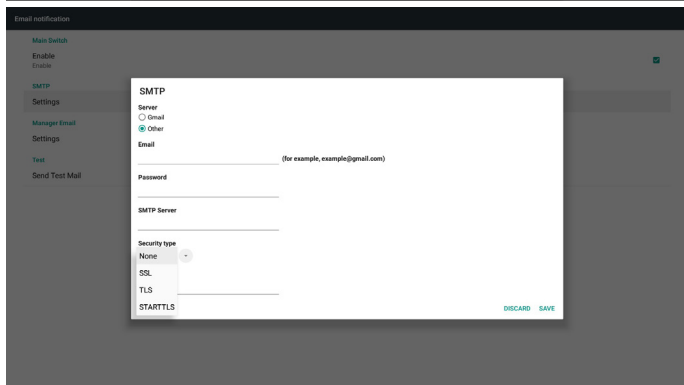 Email notification
Main Switch
Enable
Enable
SMTP
Settings
Manager Email
Settings
Test
Send Test Mail
SMTP
Server
Gmail
Other
Email
(for example, example@gmail.com)
Password
SMTP Server
Security type
None
SSL
TLS
STARTTLS
DISCARD SAVE